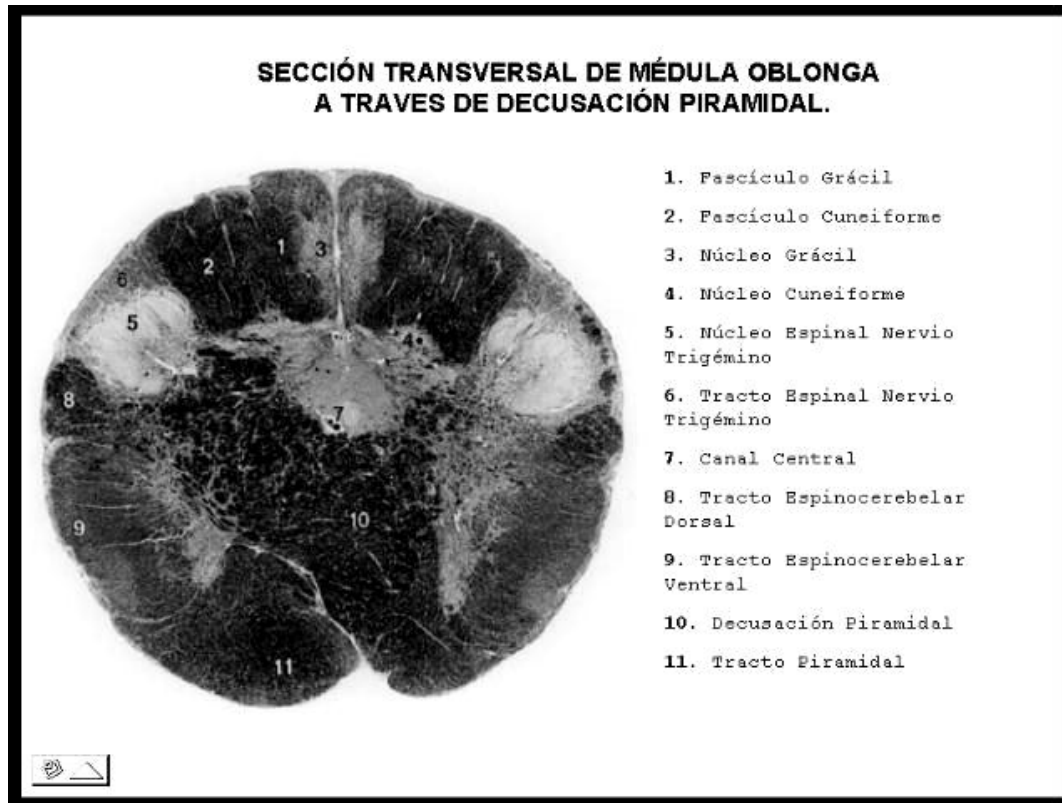 SECCIÓN TRANSVERSAL DE MÉDULA OBLONGA
A TRAVES DE DECUSACIÓN PIRAMIDAL.
1. Fascículo Grácil
2. Fascículo Cuneiforme
3. Núcleo Grácil
4. Núcleo Cuneiforme
5. Núcleo Espinal Nervio
Trigémino
6. Tracto Espinal Nervio
Trigémino
7. Canal Central
8. Tracto Espinocerebelar
Dorsal
9. Tracto Espinocerebelar
Ventral
10. Decusación Piramidal
11. Tracto Piramidal
1
2
3
6
5
4
8
7
9
10
11